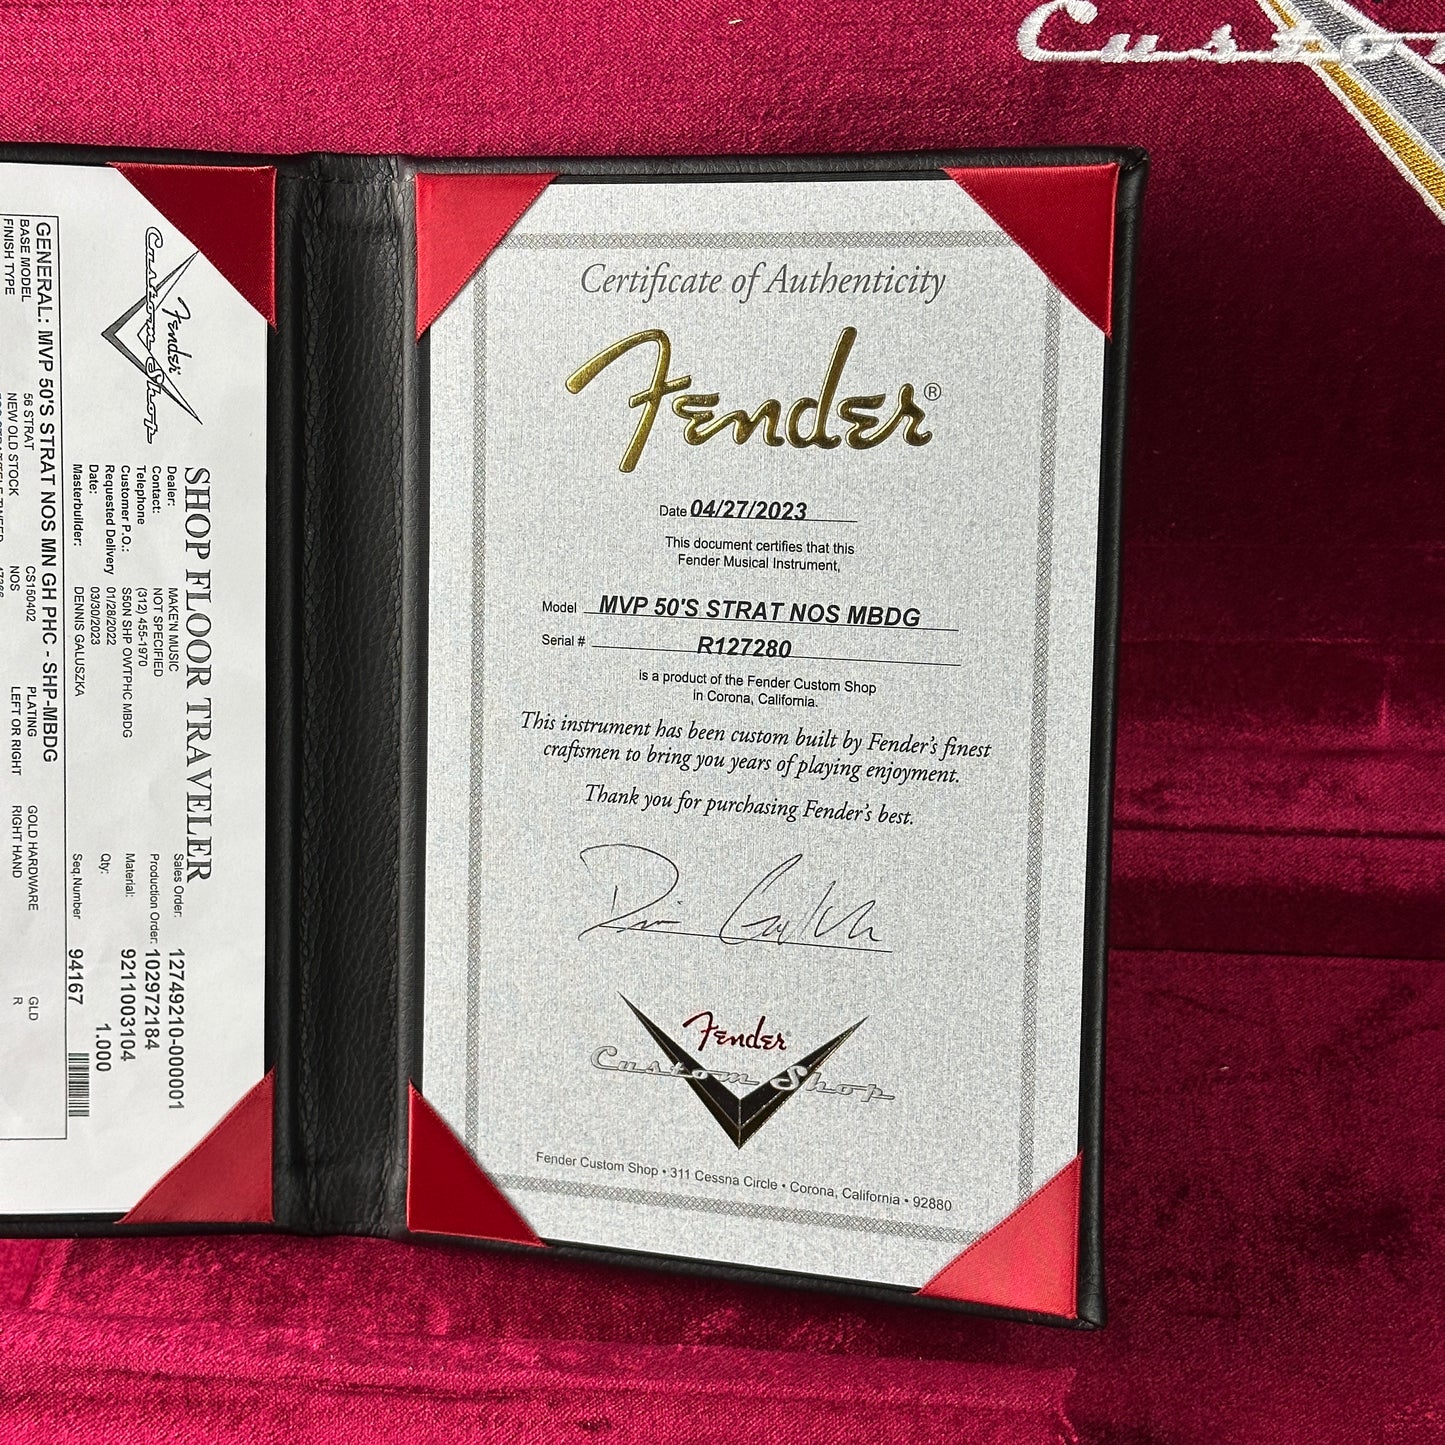 Custo
Fender
Custom Shop
SHOP FLOOR TRAVELER
Dealer: MAKE'N MUSIC
Contact: NOT SPECIFIED
Telephone (312) 455-1970
Customer P.O.: S50N SHP OWTPHC MBDG
Requested Delivery 01/28/2022
Date: 03/30/2023
Masterbuilder: DENNIS GALUSZKA
Sales Order: 12749210-000001
Production Order: 102972184
Material: 9211003104
Qty: 1.000
Seq.Number 94167
GENERAL: MVP 50'S STRAT NOS MN GH PHC - SHP-MBDG
BASE MODEL 56 STRAT CS150402 PLATING GOLD HARDWARE GLD
FINISH TYPE NEW OLD STOCK NOS LEFT OR RIGHT RIGHT HAND R
Certificate of Authenticity
Fender®
Date 04/27/2023
This document certifies that this
Fender Musical Instrument,
Model MVP 50'S STRAT NOS MBDG
Serial # R127280
is a product of the Fender Custom Shop
in Corona, California.
This instrument has been custom built by Fender's finest
craftsmen to bring you years of playing enjoyment.
Thank you for purchasing Fender's best.
Fender®
Custom Shop
Fender Custom Shop • 311 Cessna Circle • Corona, California • 92880